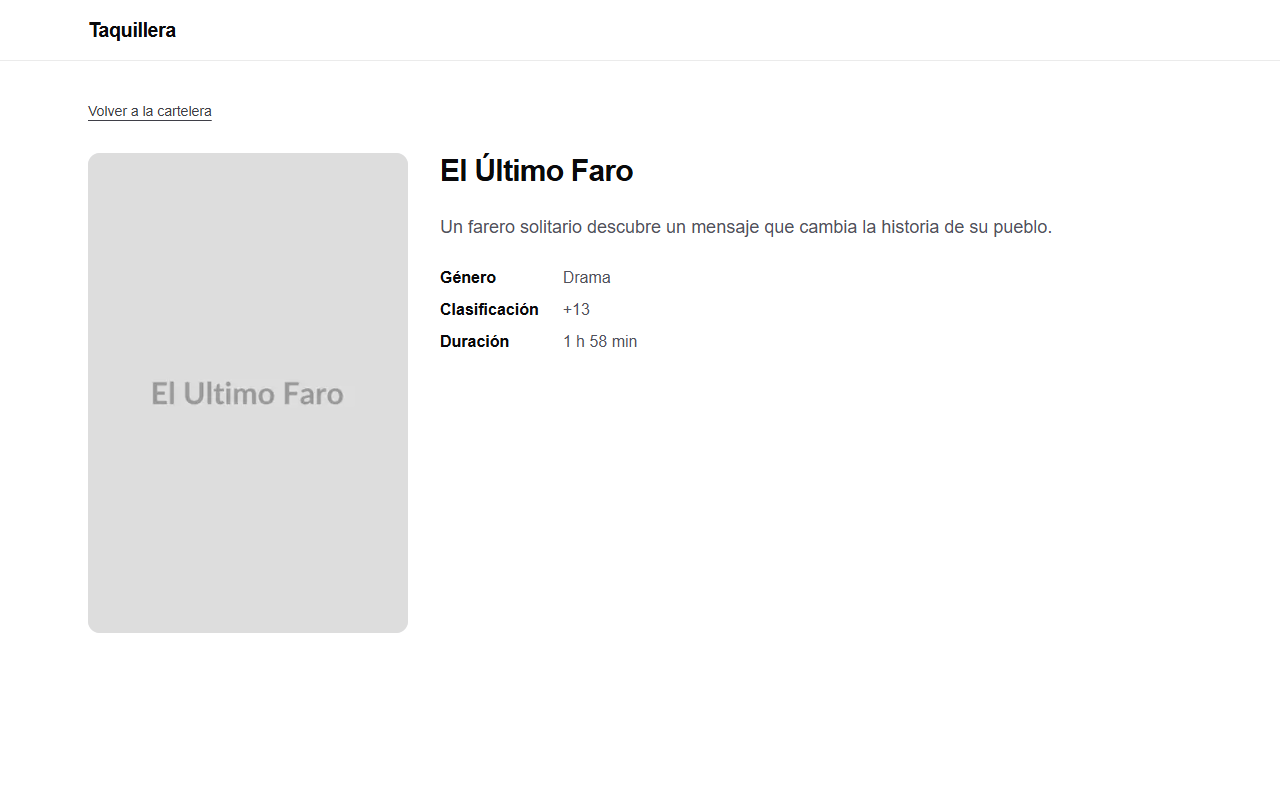 Taquillera
Volver a la cartelera
El Ultimo Faro
El Último Faro
Un farero solitario descubre un mensaje que cambia la historia de su pueblo.
Género Drama
Clasificación +13
Duración 1 h 58 min